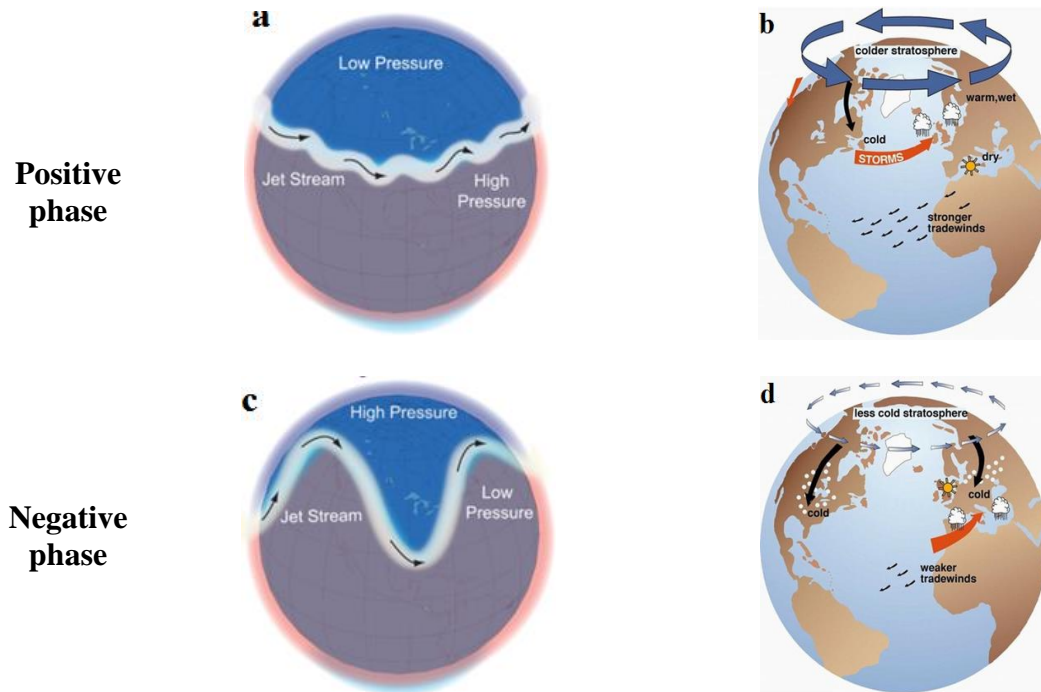 Positive
phase
a
Low Pressure
Jet Stream
High
Pressure
b
colder stratosphere
warm,wet
cold
STORMS
dry
stronger
tradewinds
Negative
phase
c
High Pressure
Jet Stream
Low
Pressure
d
less cold stratosphere
cold
cold
weaker
tradewinds